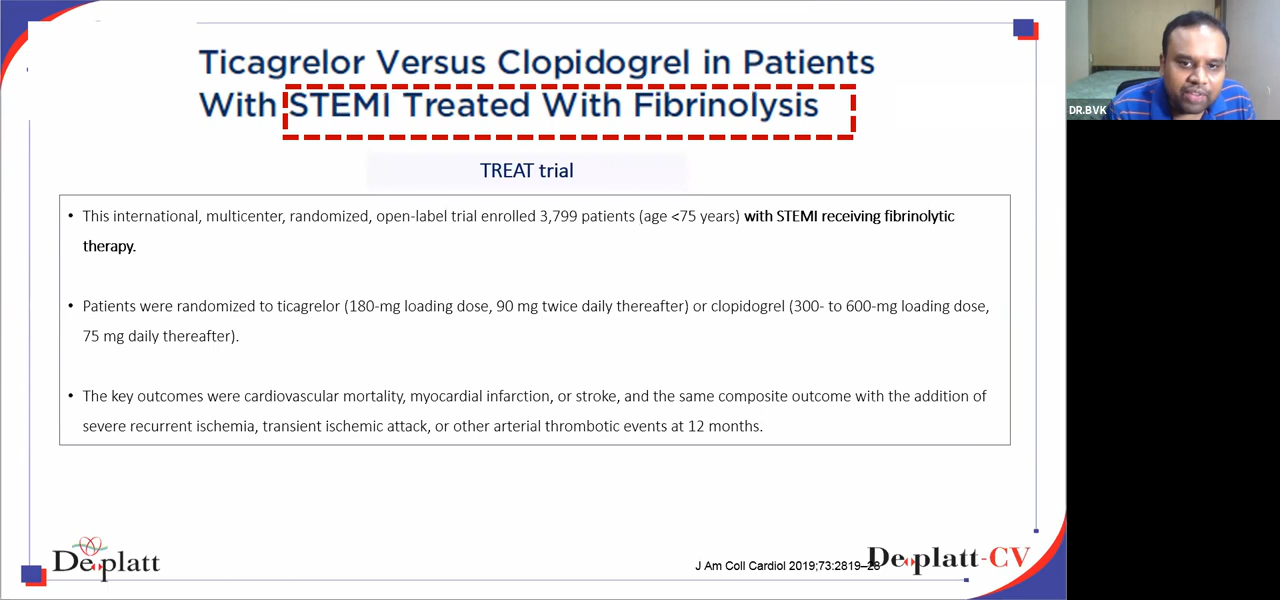 Ticagrelor Versus Clopidogrel in Patients
With STEMI Treated With Fibrinolysis
TREAT trial
• This international, multicenter, randomized, open-label trial enrolled 3,799 patients (age <75 years) with STEMI receiving fibrinolytic
therapy.
• Patients were randomized to ticagrelor (180-mg loading dose, 90 mg twice daily thereafter) or clopidogrel (300- to 600-mg loading dose,
75 mg daily thereafter).
• The key outcomes were cardiovascular mortality, myocardial infarction, or stroke, and the same composite outcome with the addition of
severe recurrent ischemia, transient ischemic attack, or other arterial thrombotic events at 12 months.
Deplatt
J Am Coll Cardiol 2019;73:2819–28
Deplatt-CV
DR.BVK